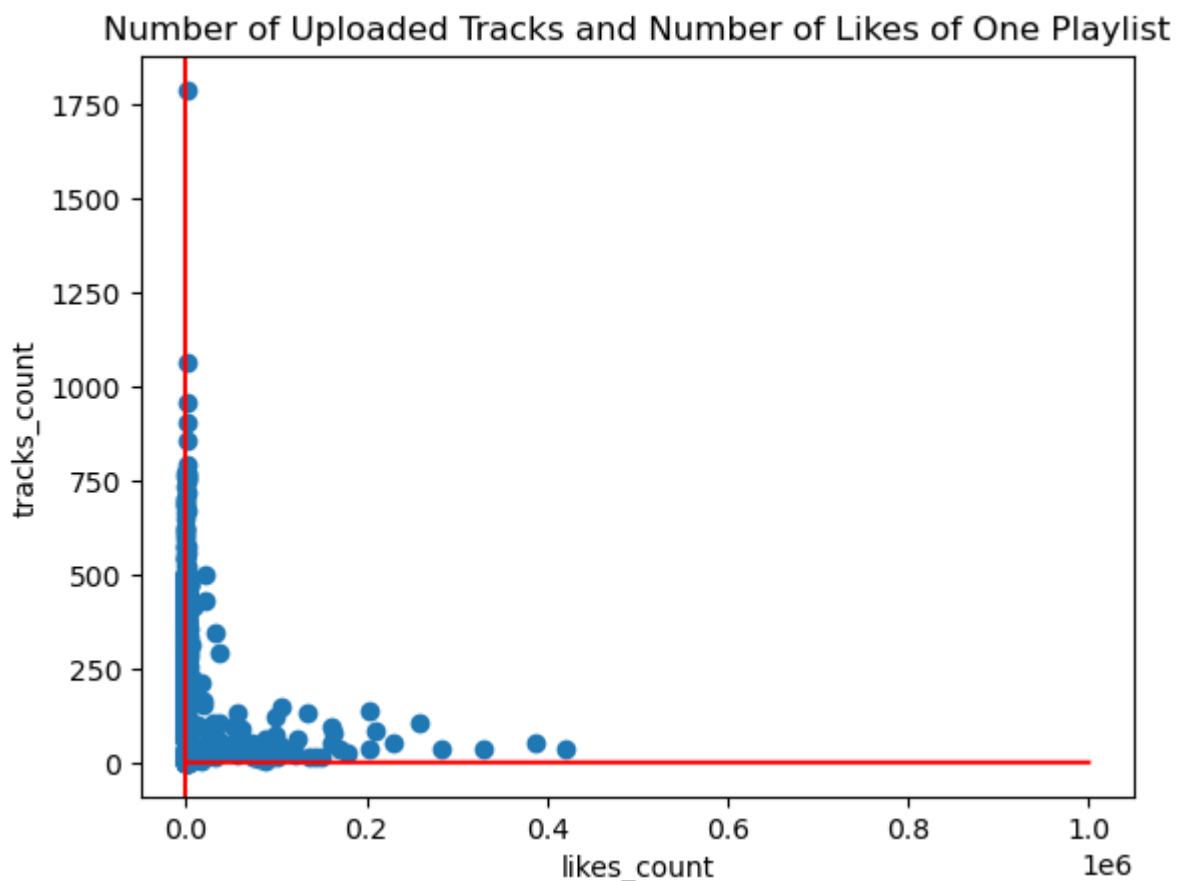 Number of Uploaded Tracks and Number of Likes of One Playlist
1750
1500
1250
1000
750
500
250
0
tracks_count
0.0 0.2 0.4 0.6 0.8 1.0
likes_count
1e6